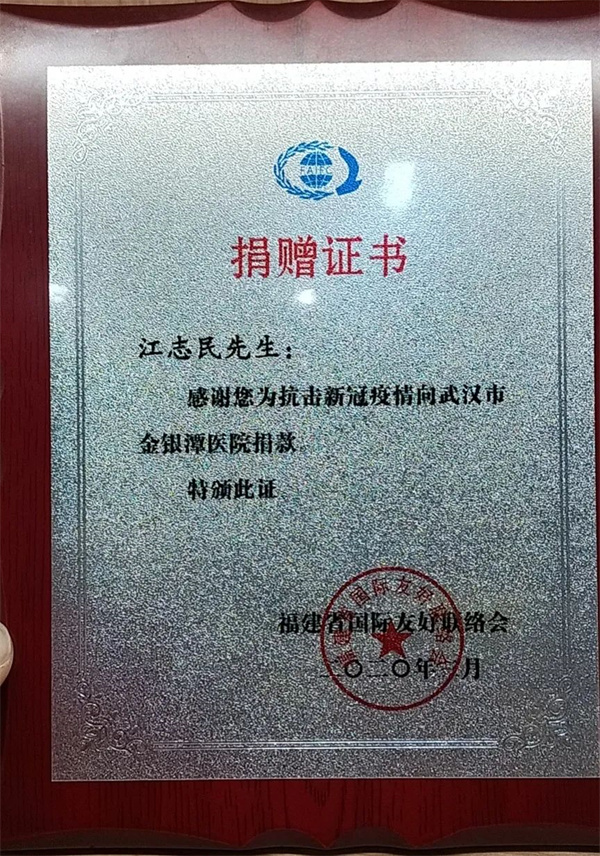 FAIFC
捐赠证书
江志民先生：
感谢您为抗击新冠疫情向武汉市
金银潭医院捐款
特颁此证
福建省国际友好联络会
二〇二〇年 月